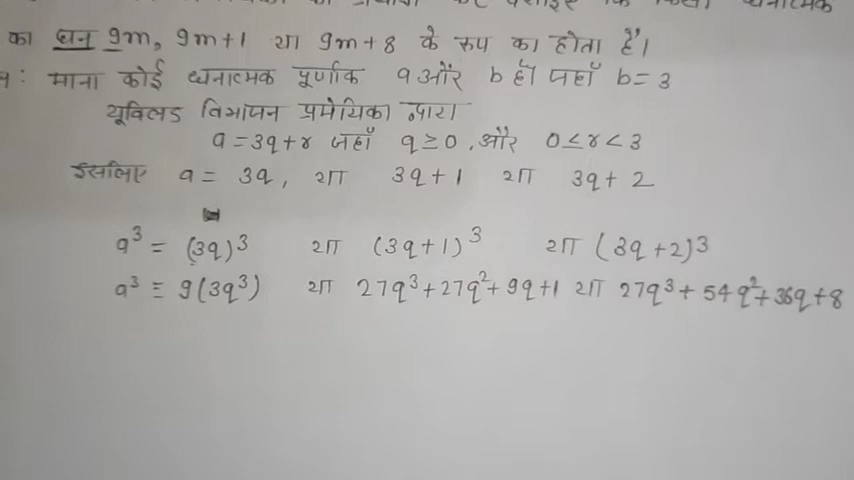 का घन 9m, 9m+1 या 9m+8 के रूप का होता है।
माना कोई धनात्मक पूर्णांक a और b हों जहाँ b=3
यूक्लिड विभाजन प्रमेयिका द्वारा
a=3q+r जहाँ q≥0, और 0≤r<3
इसलिए a= 3q, या 3q+1 या 3q+2
a³ = (3q)³ या (3q+1)³ या (3q+2)³
a³ = 9(3q³) या 27q³+27q²+9q+1 या 27q³+54q²+36q+8